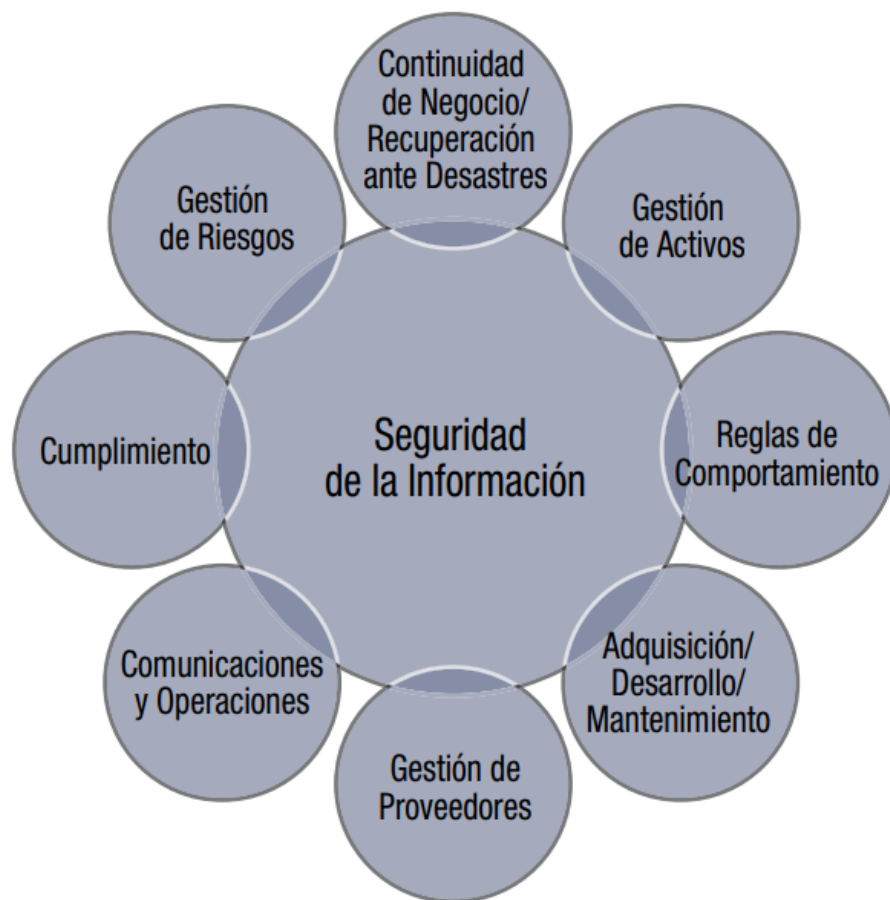 Continuidad
de Negocio/
Recuperación
ante Desastres
Gestión
de Riesgos
Gestión
de Activos
Cumplimiento
Seguridad
de la Información
Reglas de
Comportamiento
Comunicaciones
y Operaciones
Adquisición/
Desarrollo/
Mantenimiento
Gestión de
Proveedores